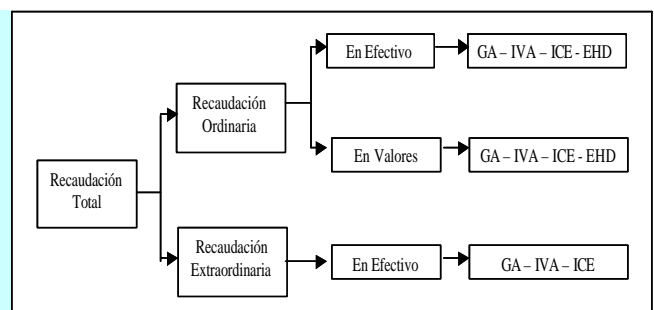 En Efectivo
GA – IVA – ICE - EHD
Recaudación
Ordinaria
En Valores
GA – IVA – ICE - EHD
Recaudación
Total
Recaudación
Extraordinaria
En Efectivo
GA – IVA – ICE